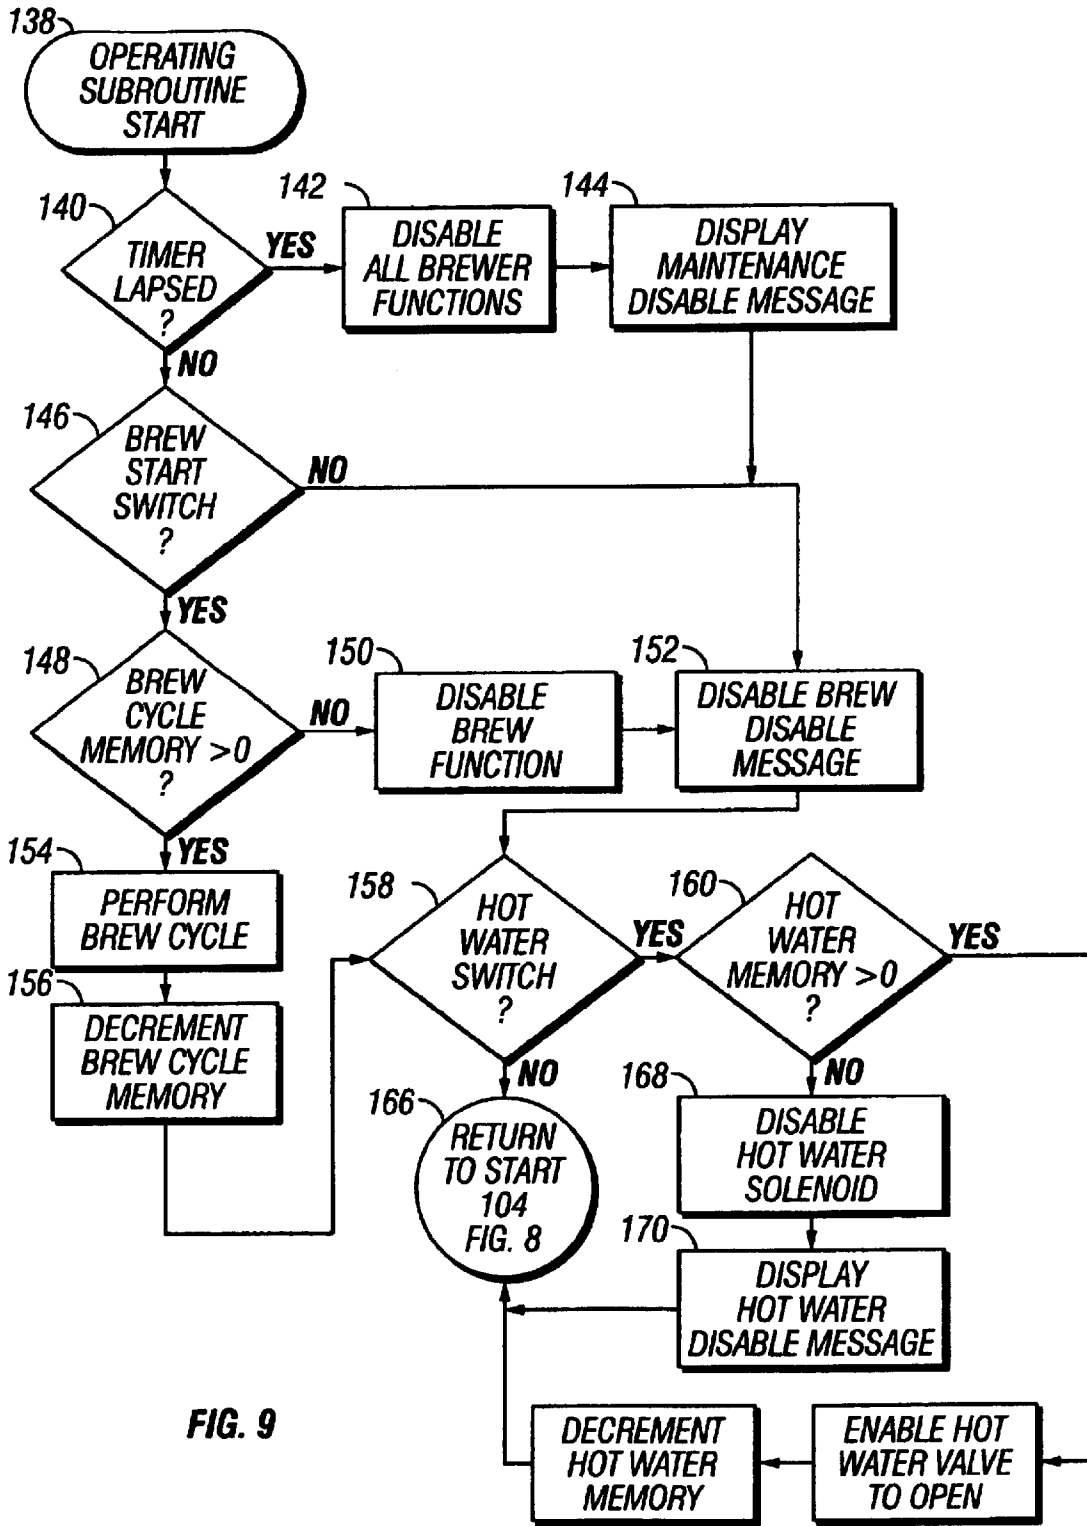 138
OPERATING
SUBROUTINE
START
140
TIMER
LAPSED
?
YES
NO
142
DISABLE
ALL BREWER
FUNCTIONS
144
DISPLAY
MAINTENANCE
DISABLE MESSAGE
146
BREW
START
SWITCH
?
NO
YES
148
BREW
CYCLE
MEMORY >0
?
NO
YES
150
DISABLE
BREW
FUNCTION
152
DISABLE BREW
DISABLE
MESSAGE
154
PERFORM
BREW CYCLE
156
DECREMENT
BREW CYCLE
MEMORY
158
HOT
WATER
SWITCH
?
YES
NO
160
HOT
WATER
MEMORY >0
?
YES
NO
166
RETURN
TO START
104
FIG. 8
168
DISABLE
HOT WATER
SOLENOID
170
DISPLAY
HOT WATER
DISABLE MESSAGE
DECREMENT
HOT WATER
MEMORY
ENABLE HOT
WATER VALVE
TO OPEN
FIG. 9